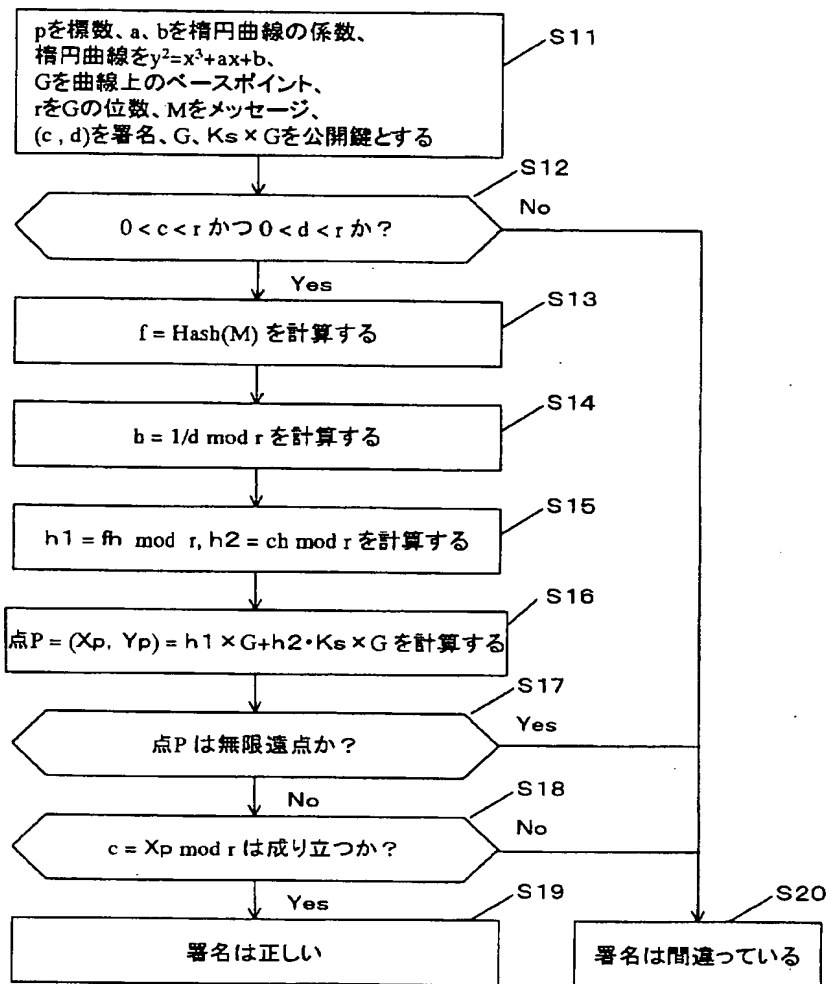 pを標数、a、bを楕円曲線の係数、
楕円曲線をy²=x³+ax+b、
Gを曲線上のベースポイント、
rをGの位数、Mをメッセージ、
(c , d)を署名、G、Ks×Gを公開鍵とする
S11
S12
0 < c < r かつ 0 < d < r か？
No
Yes
S13
f = Hash(M) を計算する
S14
h = 1/d mod r を計算する
S15
h1 = fh mod r, h2 = ch mod r を計算する
S16
点P = (Xp, Yp) = h1×G+h2・Ks×G を計算する
S17
点P は無限遠点か？
Yes
No
S18
c = Xp mod r は成り立つか？
No
Yes
S19
署名は正しい
S20
署名は間違っている